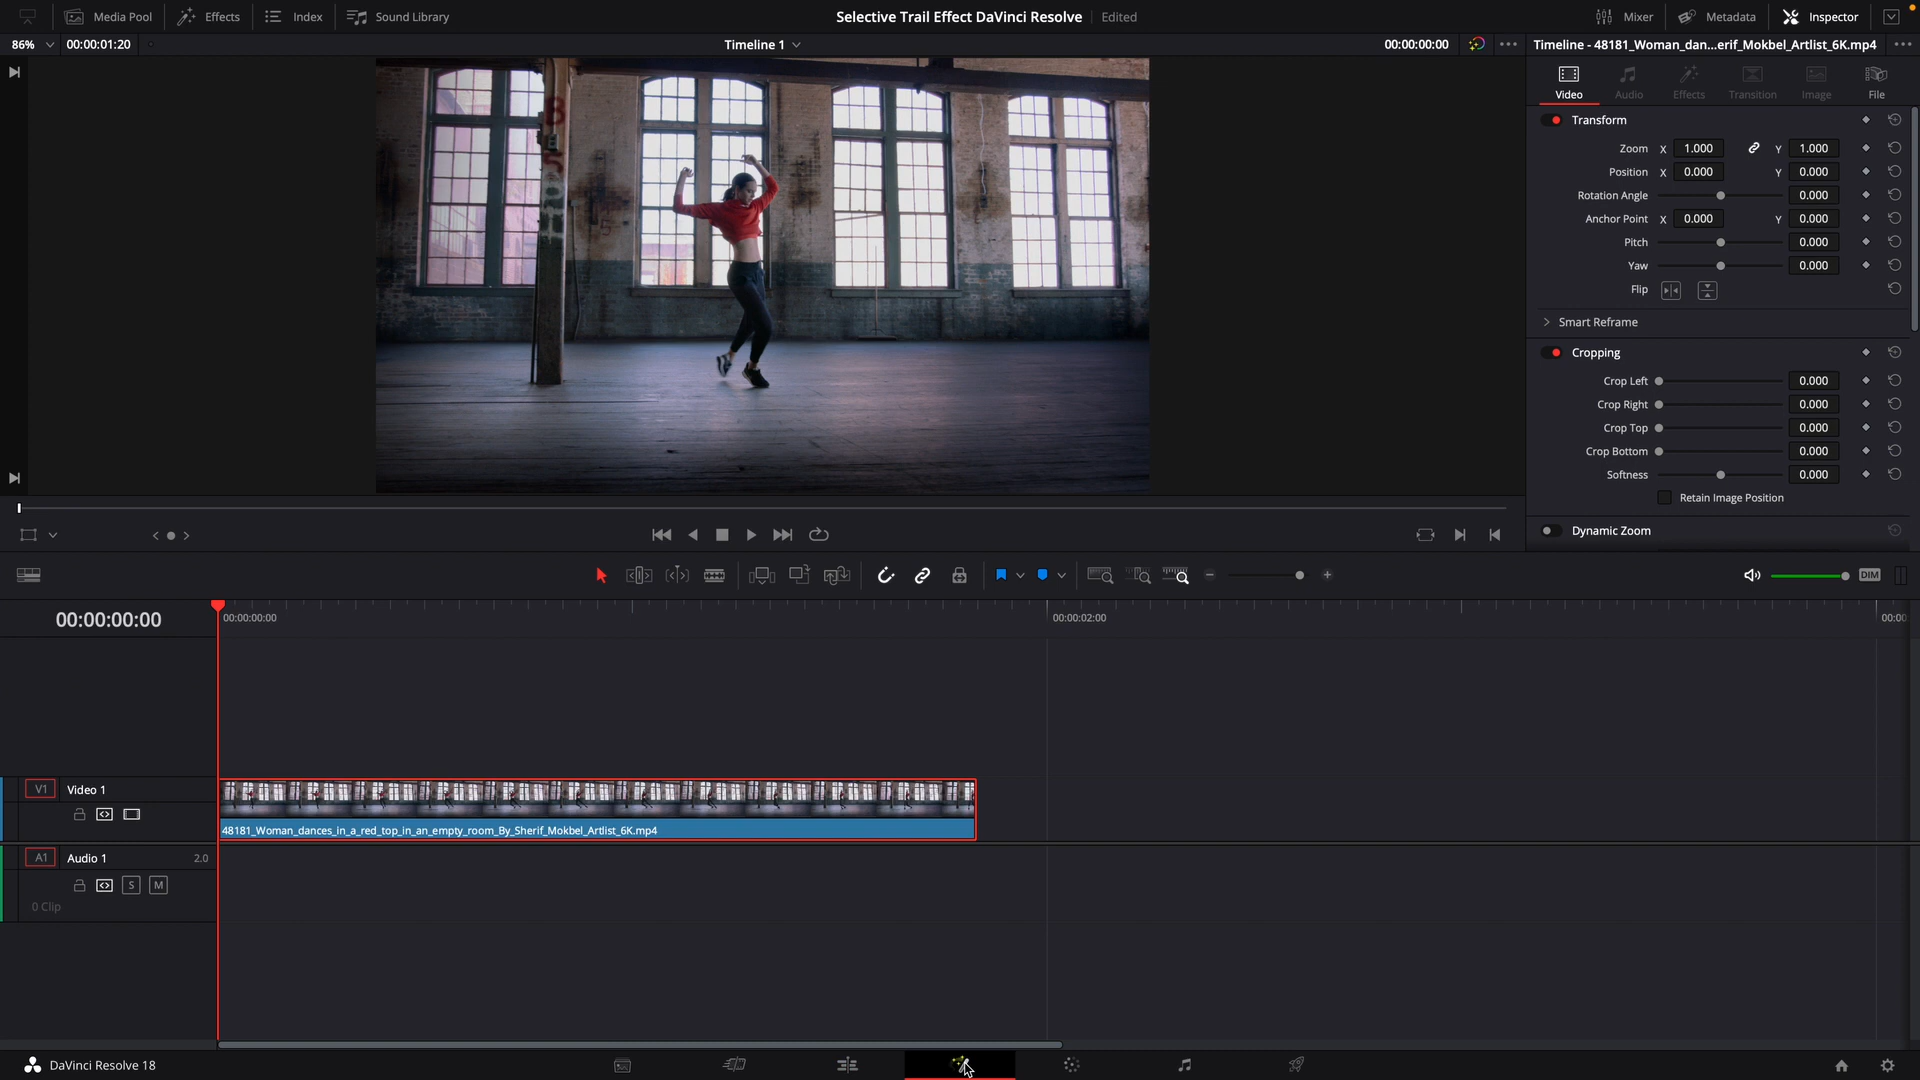 Media Pool Effects Index Sound Library Selective Trail Effect DaVinci Resolve Edited Mixer Metadata Inspector
86% 00:00:01:20 Timeline 1 00:00:00:00 Timeline - 48181_Woman_dan...erif_Mokbel_Artlist_6K.mp4
Video Audio Effects Transition Image File
Transform
Zoom X 1.000 Y 1.000
Position X 0.000 Y 0.000
Rotation Angle 0.000
Anchor Point X 0.000 Y 0.000
Pitch 0.000
Yaw 0.000
Flip
Smart Reframe
Cropping
Crop Left 0.000
Crop Right 0.000
Crop Top 0.000
Crop Bottom 0.000
Softness 0.000
Retain Image Position
Dynamic Zoom
DIM
00:00:00:00 00:00:00:00 00:00:02:00 00:00
V1 Video 1
48181_Woman_dances_in_a_red_top_in_an_empty_room_By_Sherif_Mokbel_Artlist_6K.mp4
A1 Audio 1 2.0
S M
0 Clip
DaVinci Resolve 18